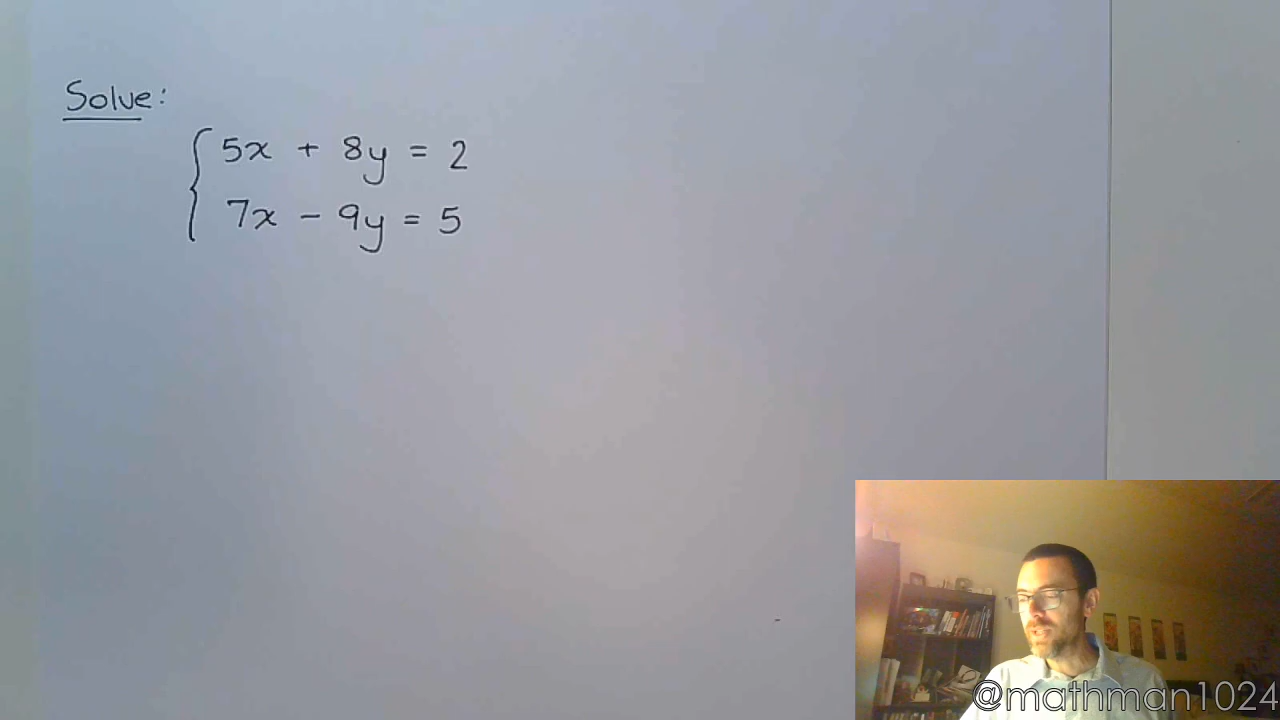 Solve:
5x + 8y = 2
7x - 9y = 5
@mathman1024